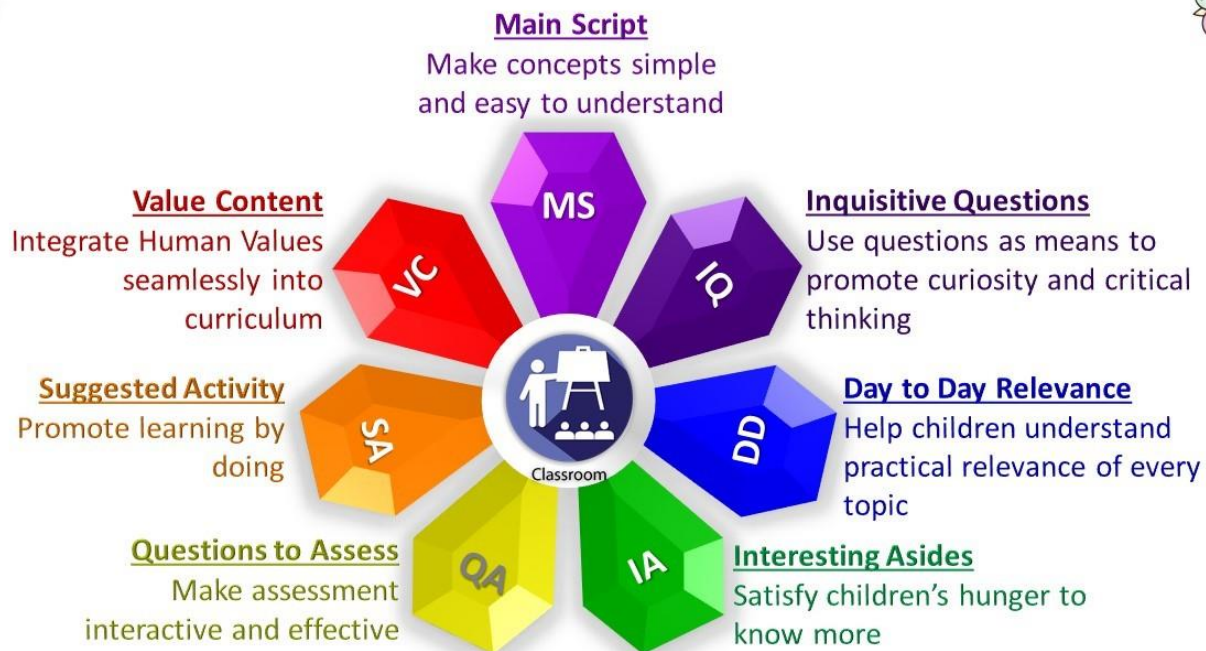 Main Script
Make concepts simple
and easy to understand
MS
Inquisitive Questions
Use questions as means to
promote curiosity and critical
thinking
IQ
Day to Day Relevance
Help children understand
practical relevance of every
topic
DD
Interesting Asides
Satisfy children’s hunger to
know more
IA
Questions to Assess
Make assessment
interactive and effective
QA
Suggested Activity
Promote learning by
doing
SA
Value Content
Integrate Human Values
seamlessly into
curriculum
VC
Classroom